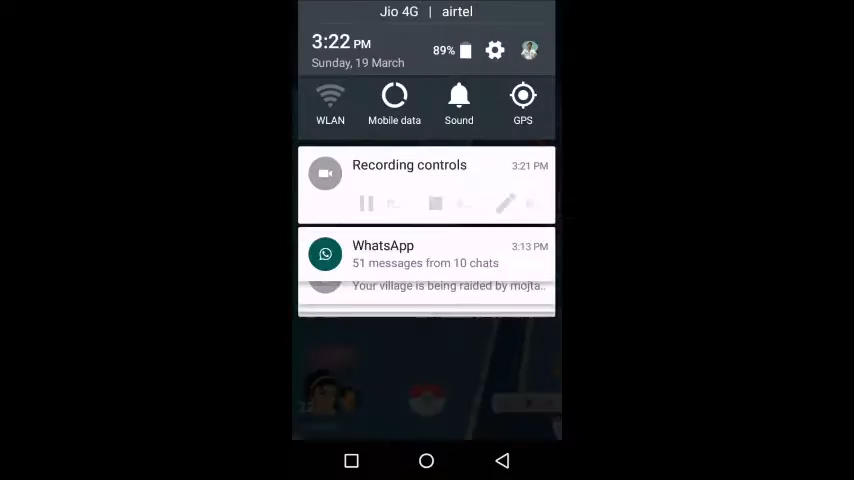 Jio 4G | airtel
3:22 PM
89%
Sunday, 19 March
WLAN
Mobile data
Sound
GPS
Recording controls
3:21 PM
WhatsApp
3:13 PM
51 messages from 10 chats
Your village is being raided by mojta..